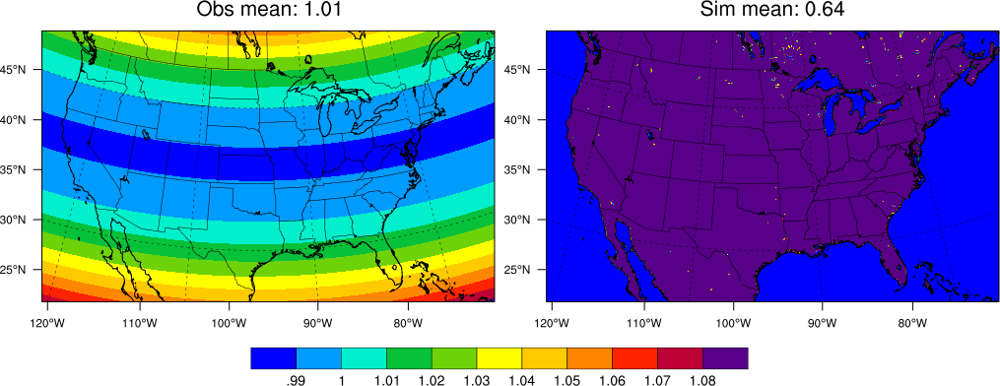 Obs mean: 1.01 Sim mean: 0.64
45°N 45°N
40°N 40°N
35°N 35°N
30°N 30°N
25°N 25°N
120°W 110°W 100°W 90°W 80°W 120°W 110°W 100°W 90°W 80°W
.99 1 1.01 1.02 1.03 1.04 1.05 1.06 1.07 1.08